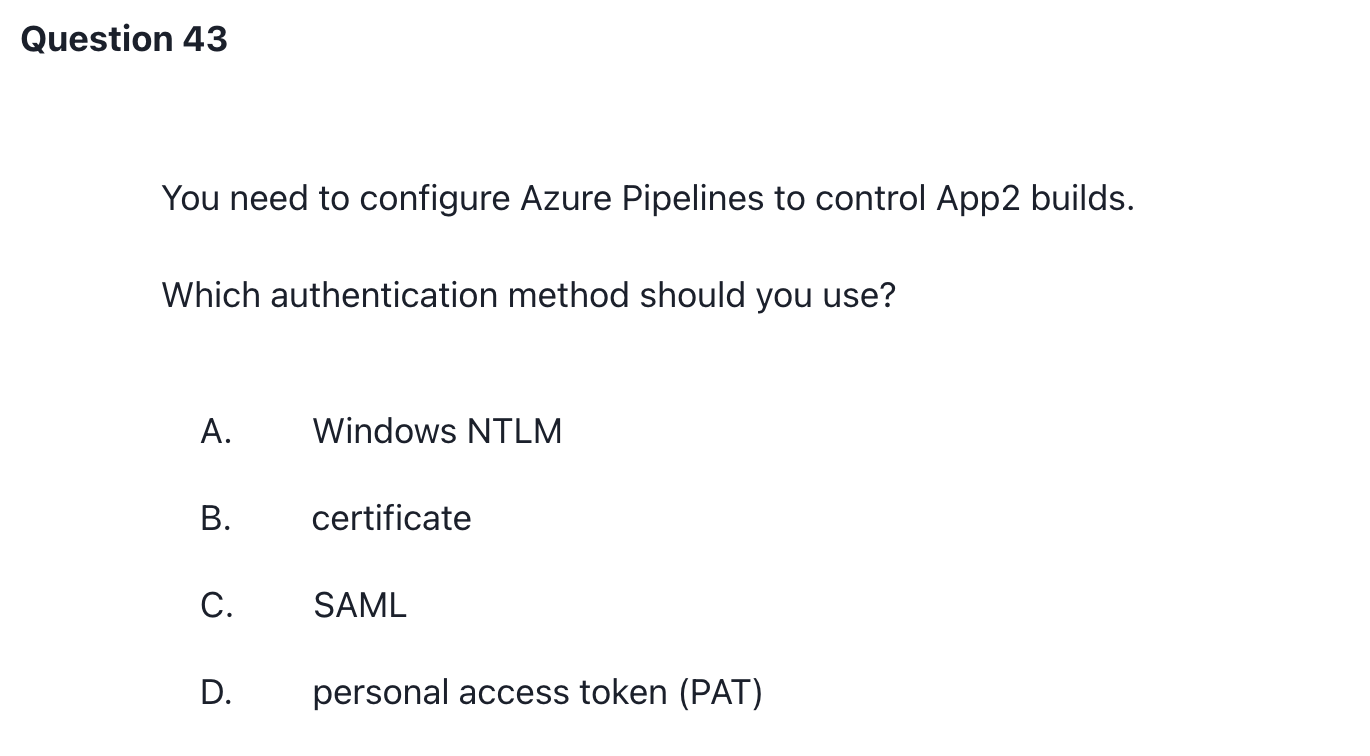 Question 43
You need to configure Azure Pipelines to control App2 builds.
Which authentication method should you use?
A. Windows NTLM
B. certificate
C. SAML
D. personal access token (PAT)